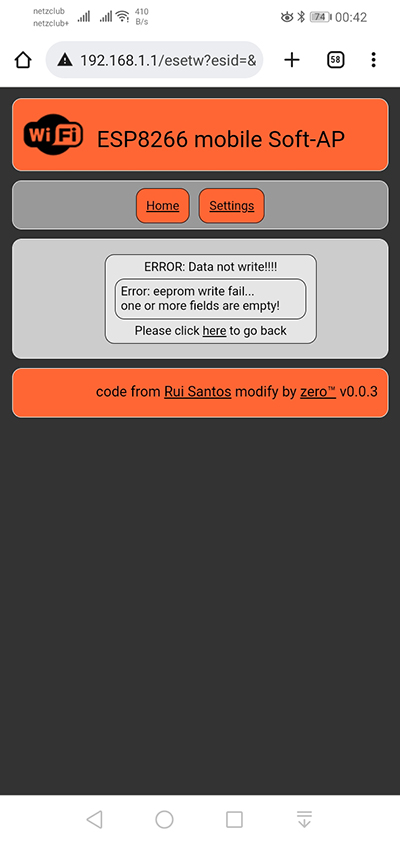 netzclub
netzclub+
410
B/s
74
00:42
192.168.1.1/esetw?esid=&
58
WiFi
ESP8266 mobile Soft-AP
Home
Settings
ERROR: Data not write!!!!
Error: eeprom write fail...
one or more fields are empty!
Please click here to go back
code from Rui Santos modify by zero™ v0.0.3